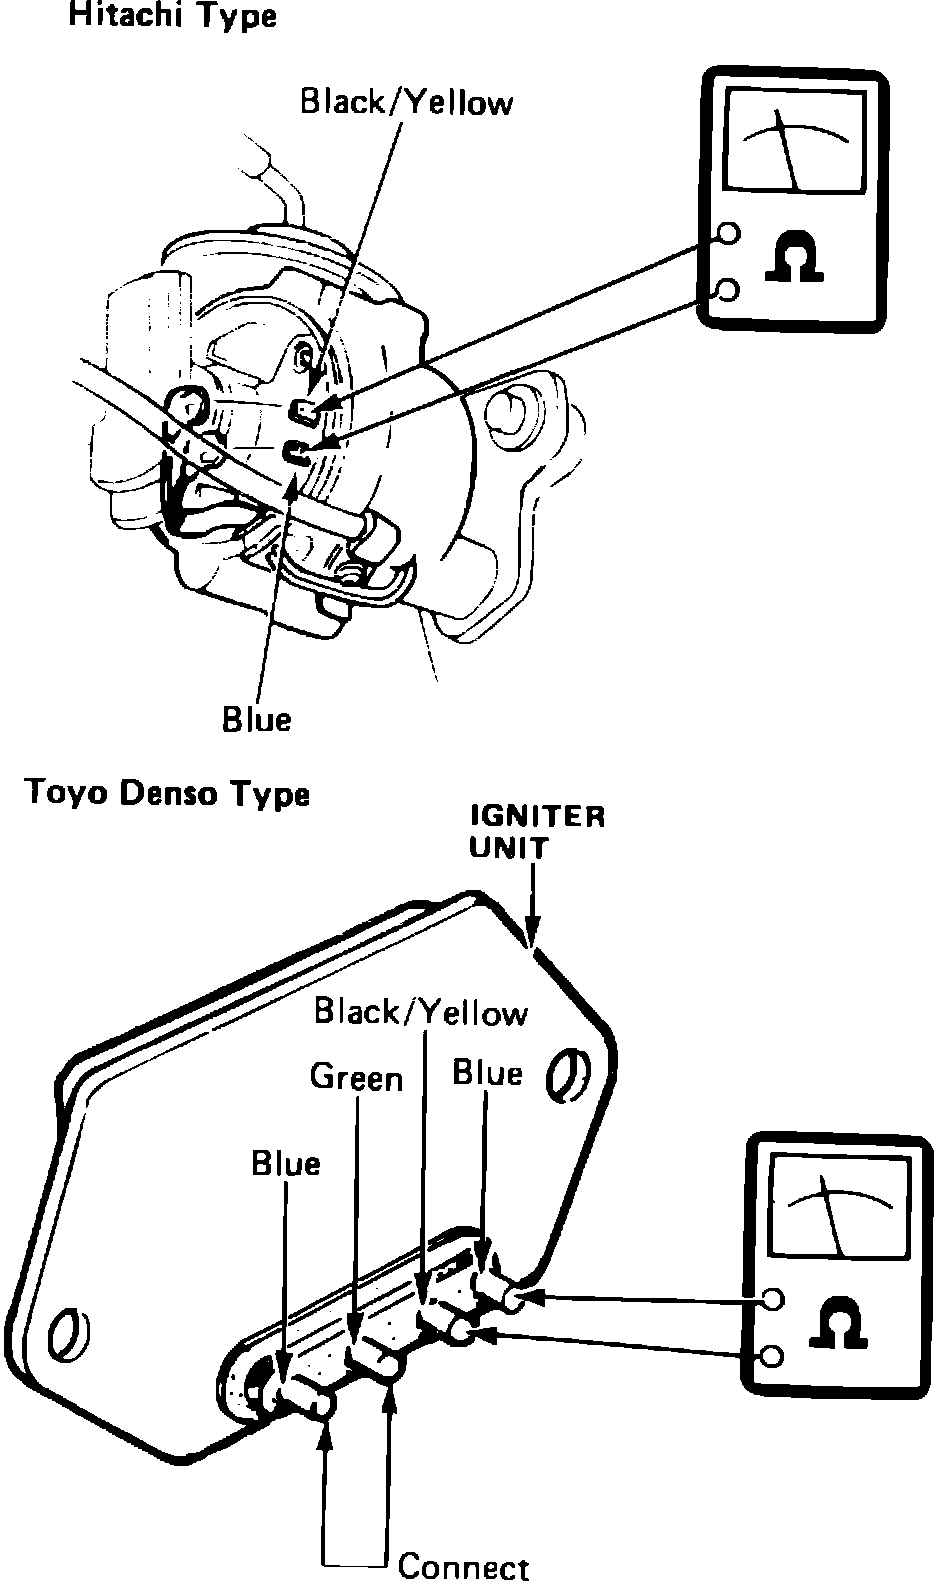 Hitachi Type
Black/Yellow
Ω
Blue
Toyo Denso Type
IGNITER
UNIT
Black/Yellow
Green
Blue
Blue
Ω
Connect